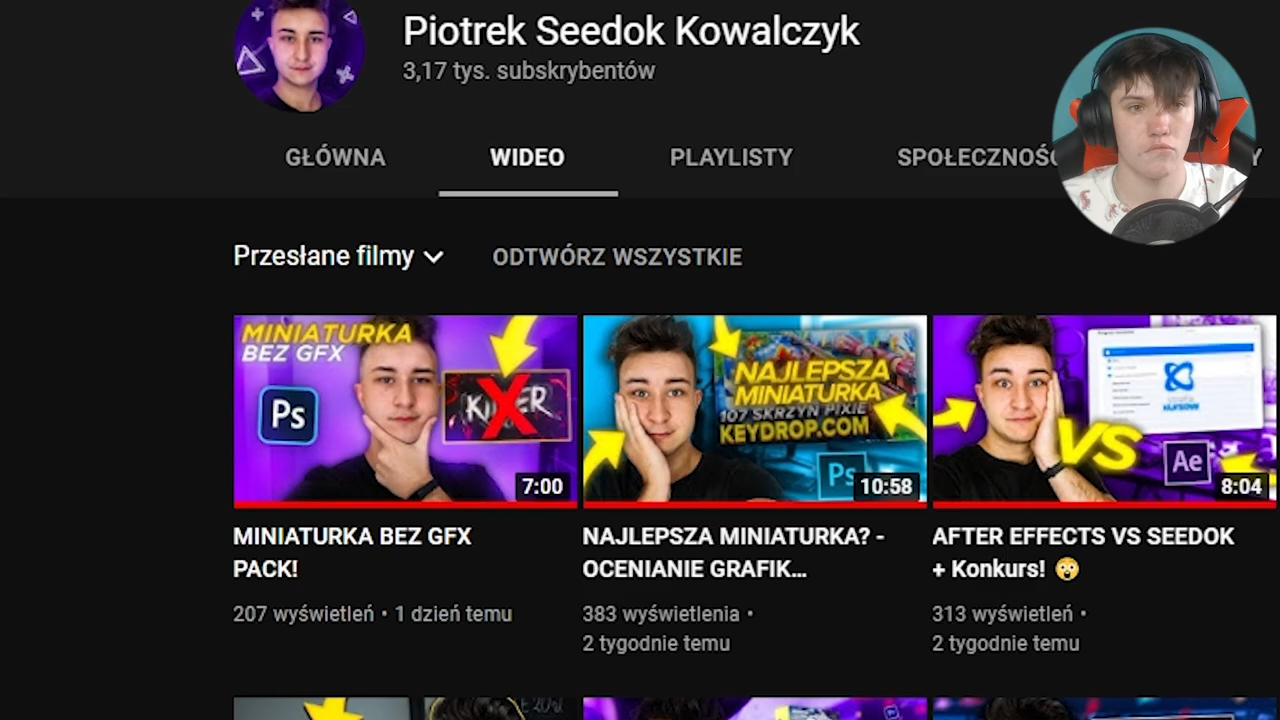 Piotrek Seedok Kowalczyk
3,17 tys. subskrybentów
GŁÓWNA
WIDEO
PLAYLISTY
SPOŁECZNOŚĆ
Przesłane filmy
ODTWÓRZ WSZYSTKIE
MINIATURKA
BEZ GFX
Ps
7:00
NAJLEPSZA
MINIATURKA
107 SKRZYN PIXIE
KEYDROP.COM
Ps
10:58
VS
Ae
8:04
MINIATURKA BEZ GFX
PACK!
207 wyświetleń • 1 dzień temu
NAJLEPSZA MINIATURKA? -
OCENIANIE GRAFIK...
383 wyświetlenia •
2 tygodnie temu
AFTER EFFECTS VS SEEDOK
+ Konkurs! 😲
313 wyświetleń •
2 tygodnie temu